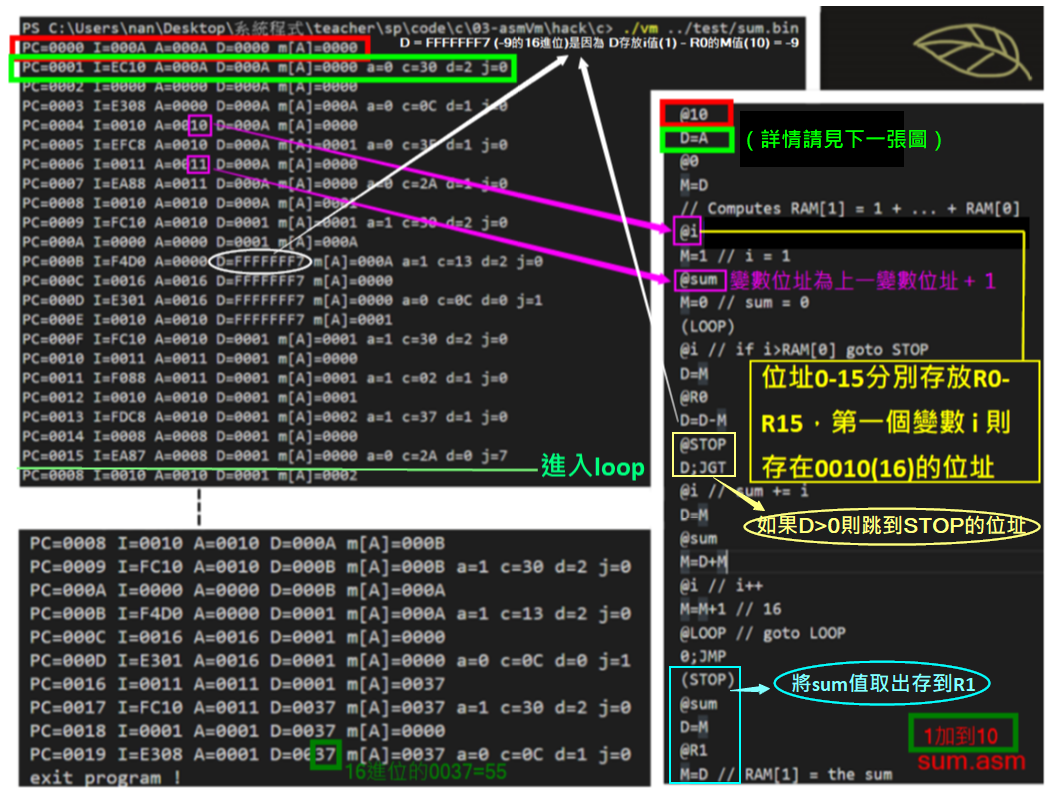 PS C:\Users\nan\Desktop\系統程式\teacher\sp\code\c\03-asmVm\hack\c> ./vm ../test/sum.bin
D = FFFFFFF7 (-9的16進位)是因為 D存放i值(1) - R0的M值(10) = -9
PC=0000 I=000A A=000A D=0000 m[A]=0000
PC=0001 I=EC10 A=000A D=000A m[A]=0000 a=0 c=30 d=2 j=0
PC=0002 I=0000 A=0000 D=000A m[A]=0000
PC=0003 I=E308 A=0000 D=000A m[A]=000A a=0 c=0C d=1 j=0
PC=0004 I=0010 A=0010 D=000A m[A]=0000
PC=0005 I=EFC8 A=0010 D=000A m[A]=0001 a=0 c=3F d=1 j=0
PC=0006 I=0011 A=0011 D=000A m[A]=0000
PC=0007 I=EA88 A=0011 D=000A m[A]=0000 a=0 c=2A d=1 j=0
PC=0008 I=0010 A=0010 D=000A m[A]=0001
PC=0009 I=FC10 A=0010 D=0001 m[A]=0001 a=1 c=30 d=2 j=0
PC=000A I=0000 A=0000 D=0001 m[A]=000A
PC=000B I=F4D0 A=0000 D=FFFFFFF7 m[A]=000A a=1 c=13 d=2 j=0
PC=000C I=0016 A=0016 D=FFFFFFF7 m[A]=0000
PC=000D I=E301 A=0016 D=FFFFFFF7 m[A]=0000 a=0 c=0C d=0 j=1
PC=000E I=0010 A=0010 D=FFFFFFF7 m[A]=0001
PC=000F I=FC10 A=0010 D=0001 m[A]=0001 a=1 c=30 d=2 j=0
PC=0010 I=0011 A=0011 D=0001 m[A]=0000
PC=0011 I=F088 A=0011 D=0001 m[A]=0001 a=1 c=02 d=1 j=0
PC=0012 I=0010 A=0010 D=0001 m[A]=0001
PC=0013 I=FDC8 A=0010 D=0001 m[A]=0002 a=1 c=37 d=1 j=0
PC=0014 I=0008 A=0008 D=0001 m[A]=0000
PC=0015 I=EA87 A=0008 D=0001 m[A]=0000 a=0 c=2A d=0 j=7
進入loop
PC=0008 I=0010 A=0010 D=0001 m[A]=0002
PC=0008 I=0010 A=0010 D=000A m[A]=000B
PC=0009 I=FC10 A=0010 D=000B m[A]=000B a=1 c=30 d=2 j=0
PC=000A I=0000 A=0000 D=000B m[A]=000A
PC=000B I=F4D0 A=0000 D=0001 m[A]=000A a=1 c=13 d=2 j=0
PC=000C I=0016 A=0016 D=0001 m[A]=0000
PC=000D I=E301 A=0016 D=0001 m[A]=0000 a=0 c=0C d=0 j=1
PC=0016 I=0011 A=0011 D=0001 m[A]=0037
PC=0017 I=FC10 A=0011 D=0037 m[A]=0037 a=1 c=30 d=2 j=0
PC=0018 I=0001 A=0001 D=0037 m[A]=0000
PC=0019 I=E308 A=0001 D=0037 m[A]=0037 a=0 c=0C d=1 j=0
exit program !
16進位的0037=55
@10
D=A
(詳情請見下一張圖)
@0
M=D
// Computes RAM[1] = 1 + ... + RAM[0]
@i
M=1 // i = 1
@sum
變數位址為上一變數位址 + 1
M=0 // sum = 0
(LOOP)
@i // if i>RAM[0] goto STOP
D=M
@R0
D=D-M
@STOP
D;JGT
位址0-15分別存放R0-
R15，第一個變數 i 則
存在0010(16)的位址
@i // sum += i
D=M
如果D>0則跳到STOP的位址
@sum
M=D+M
@i // i++
M=M+1 // 16
@LOOP // goto LOOP
0;JMP
(STOP)
將sum值取出存到R1
@sum
D=M
@R1
M=D // RAM[1] = the sum
1加到10
sum.asm